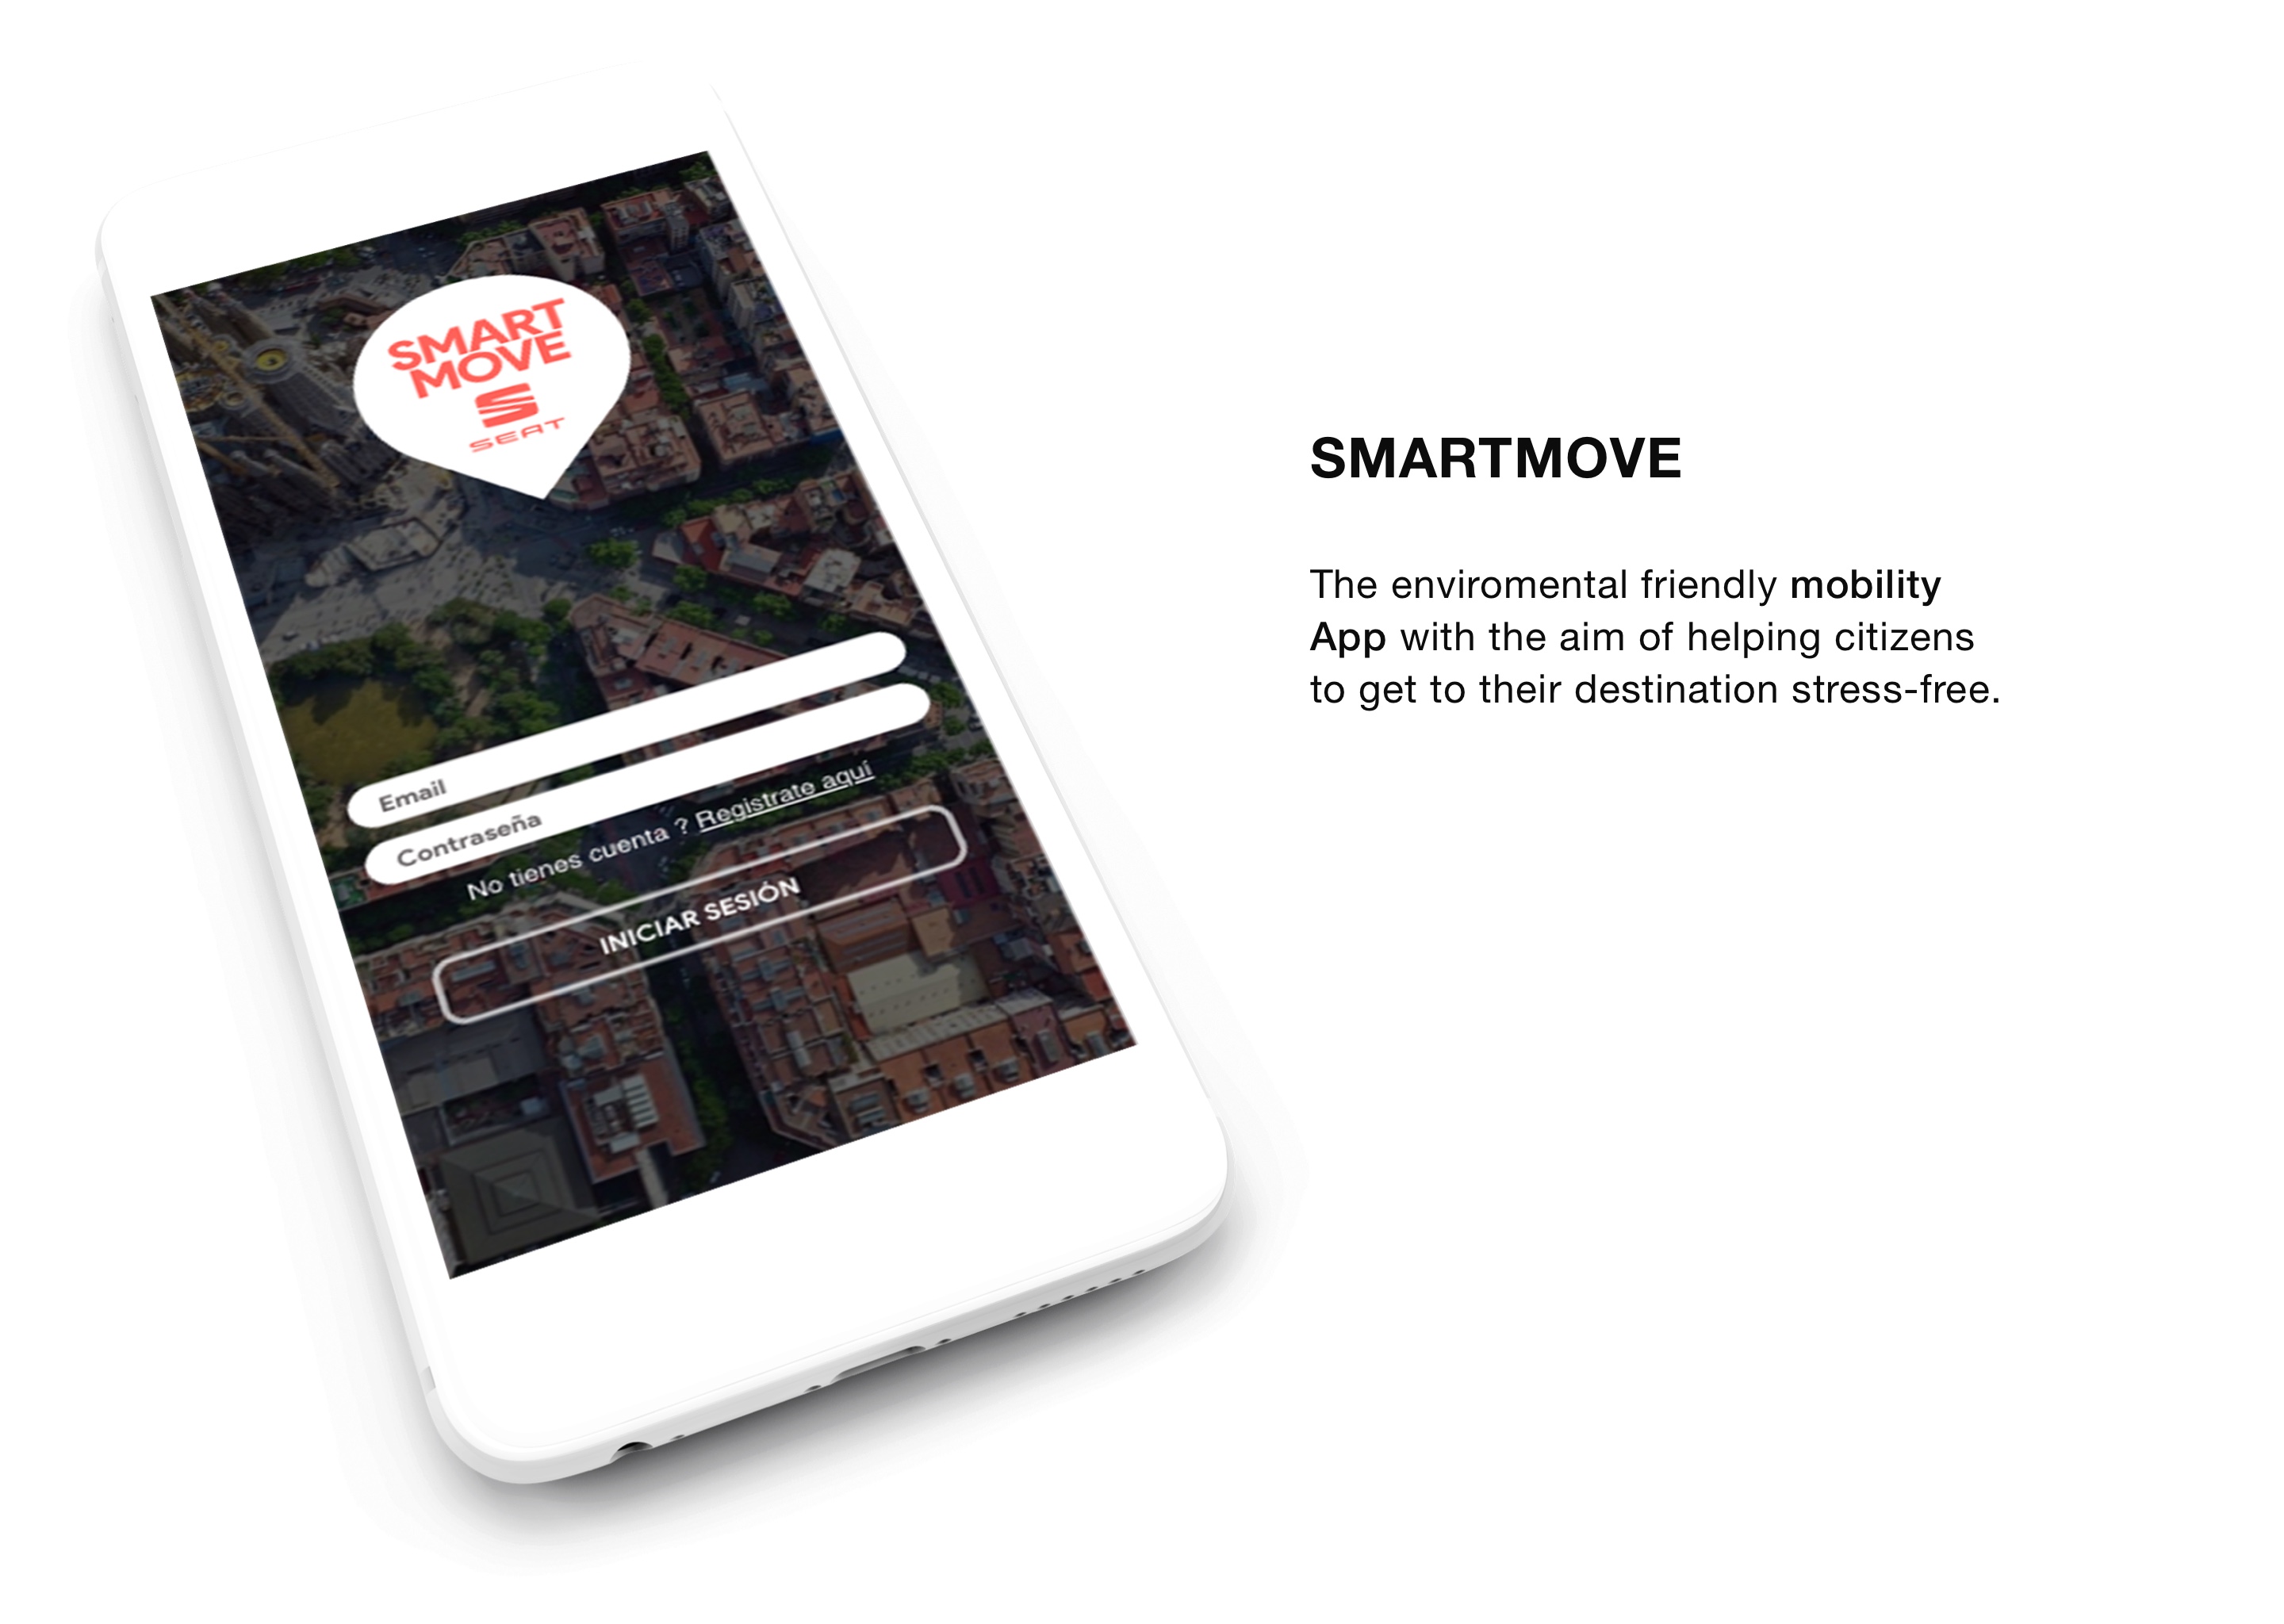 SMART
MOVE
SEAT
Email
Contraseña
No tienes cuenta ? Registrate aquí
INICIAR SESIÓN
SMARTMOVE
The enviromental friendly mobility
App with the aim of helping citizens
to get to their destination stress-free.